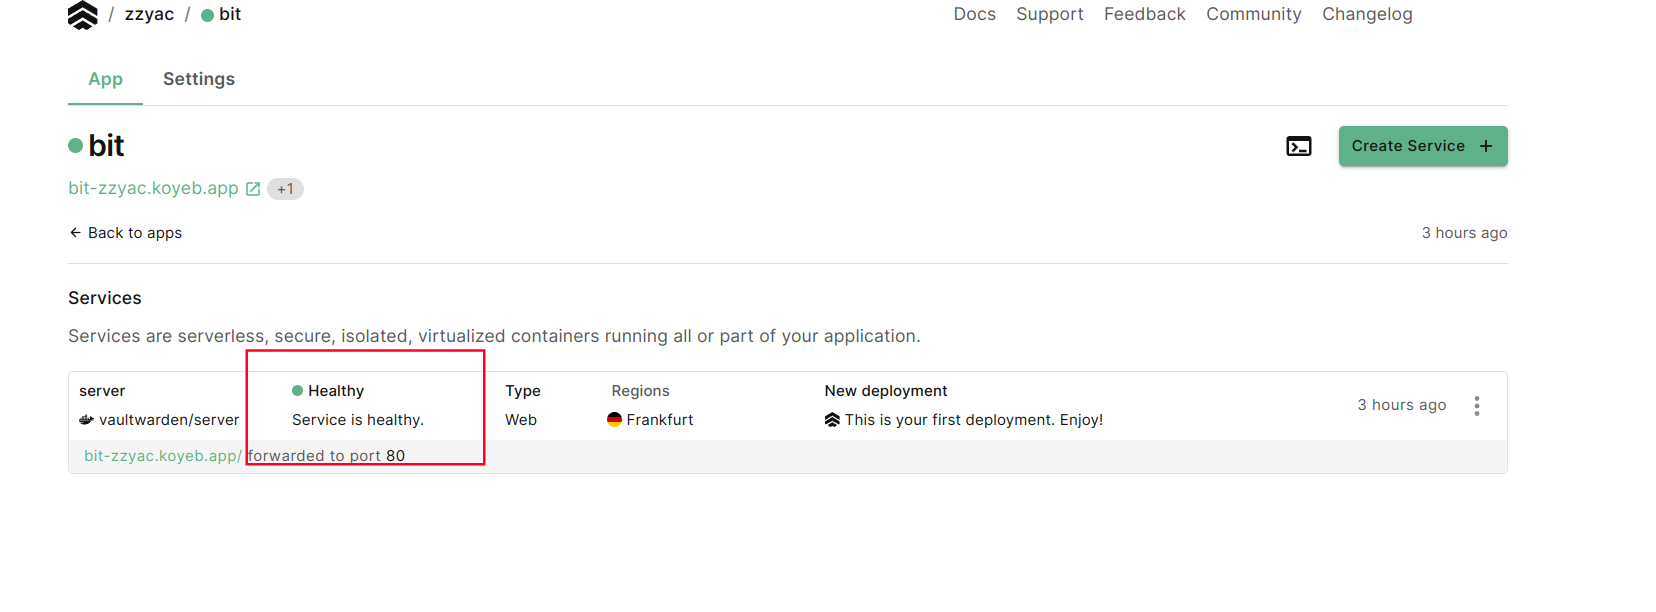 / zzyac / bit
Docs Support Feedback Community Changelog
App Settings
bit
Create Service +
bit-zzyac.koyeb.app +1
← Back to apps
3 hours ago
Services
Services are serverless, secure, isolated, virtualized containers running all or part of your application.
server Healthy Type Regions New deployment
vaultwarden/server Service is healthy. Web Frankfurt This is your first deployment. Enjoy! 3 hours ago
bit-zzyac.koyeb.app/ forwarded to port 80